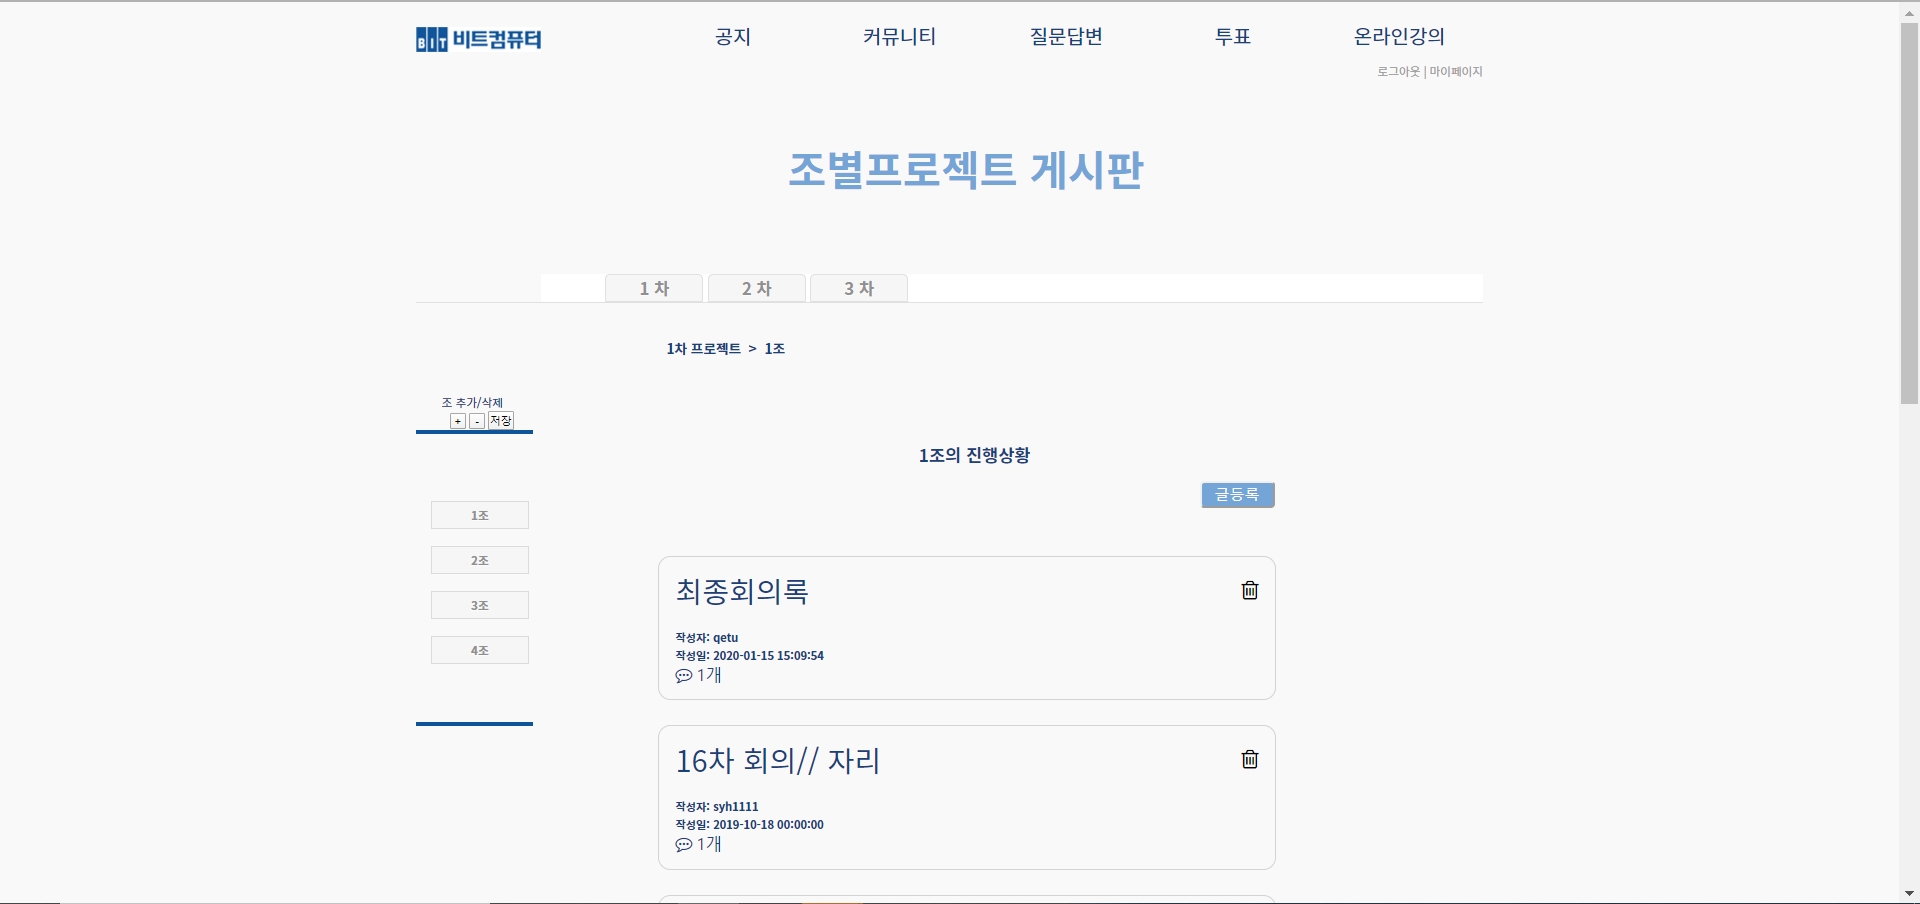 BIT 비트컴퓨터
공지 커뮤니티 질문답변 투표 온라인강의
로그아웃 | 마이페이지
조별프로젝트 게시판
1 차 2 차 3 차
1차 프로젝트 > 1조
조 추가/삭제
+ - 저장
1조의 진행상황
글등록
1조
2조
3조
4조
최종회의록
작성자: qetu
작성일: 2020-01-15 15:09:54
1개
16차 회의// 자리
작성자: syh1111
작성일: 2019-10-18 00:00:00
1개